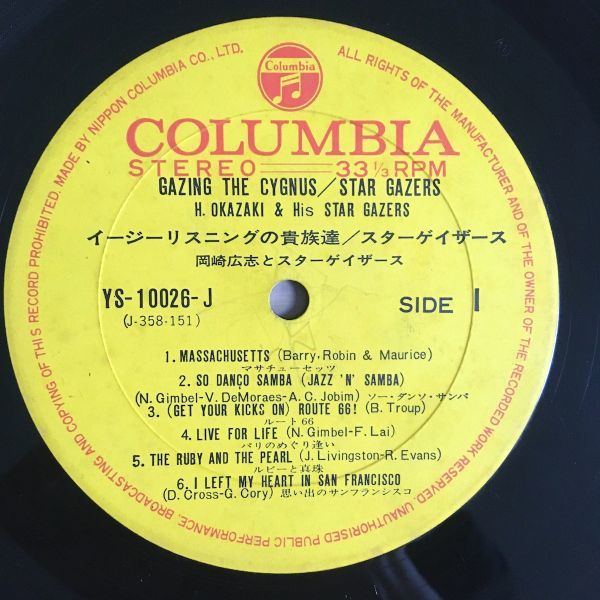 Columbia
COLUMBIA
STEREO 33 1/3 RPM
GAZING THE CYGNUS/STAR GAZERS
H. OKAZAKI & His STAR GAZERS
イージーリスニングの貴族達/スターゲイザース
岡崎広志とスターゲイザース
YS-10026-J
(J-358·151)
SIDE 1
1. MASSACHUSETTS (Barry, Robin & Maurice)
マサチューセッツ
2. SO DANÇO SAMBA (JAZZ 'N' SAMBA)
(N. Gimbel-V. DeMoraes-A. C. Jobim) ソー・ダンソ・サンバ
3. (GET YOUR KICKS ON) ROUTE 66! (B. Troup)
ルート66
4. LIVE FOR LIFE (N. Gimbel-F. Lai)
パリのめぐり逢い
5. THE RUBY AND THE PEARL (J. Livingston-R. Evans)
ルビーと真珠
6. I LEFT MY HEART IN SAN FRANCISCO
(D. Cross-G. Cory) 思い出のサンフランシスコ
MADE BY NIPPON COLUMBIA CO., LTD. ALL RIGHTS OF THE MANUFACTURER AND OF THE OWNER OF THE RECORDED WORK RESERVED. UNAUTHORISED PUBLIC PERFORMANCE, BROADCASTING AND COPYING OF THIS RECORD PROHIBITED.